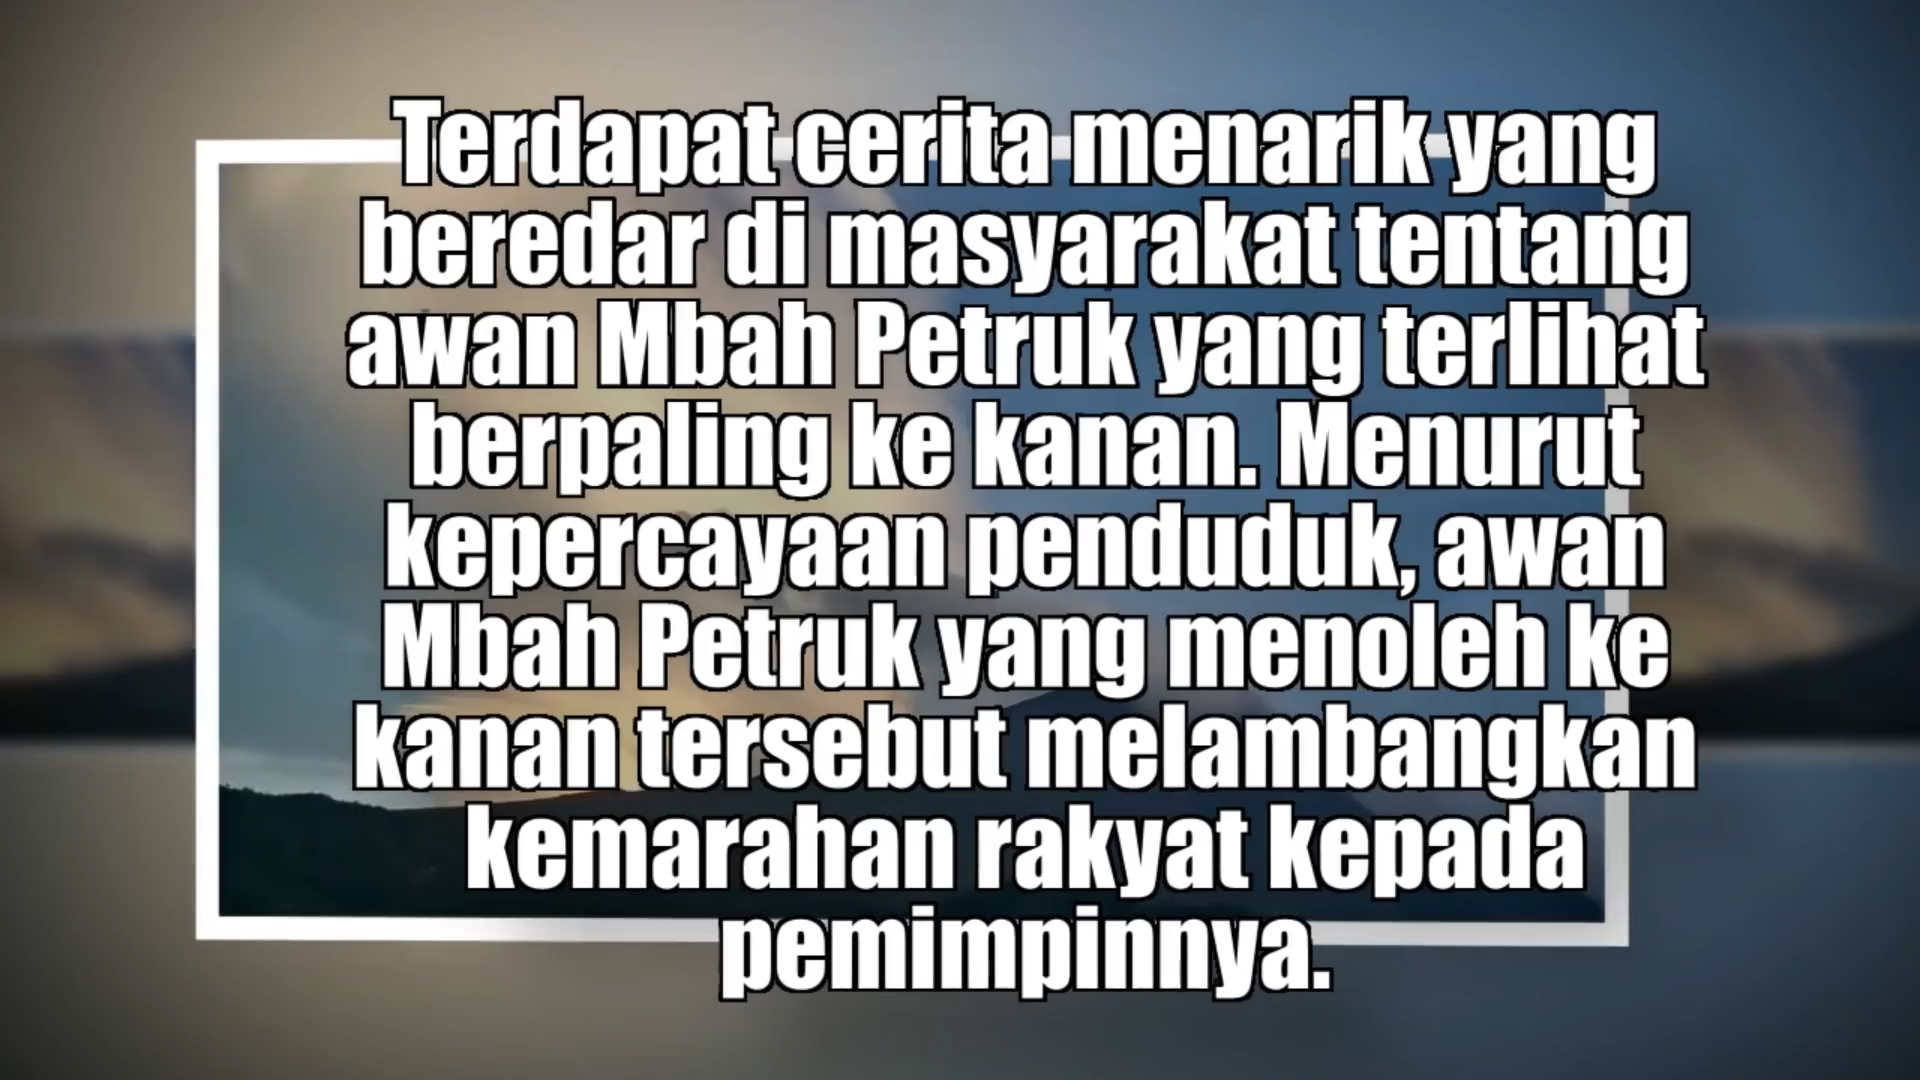 Terdapat cerita menarik yang
beredar di masyarakat tentang
awan Mbah Petruk yang terlihat
berpaling ke kanan. Menurut
kepercayaan penduduk, awan
Mbah Petruk yang menoleh ke
kanan tersebut melambangkan
kemarahan rakyat kepada
pemimpinnya.